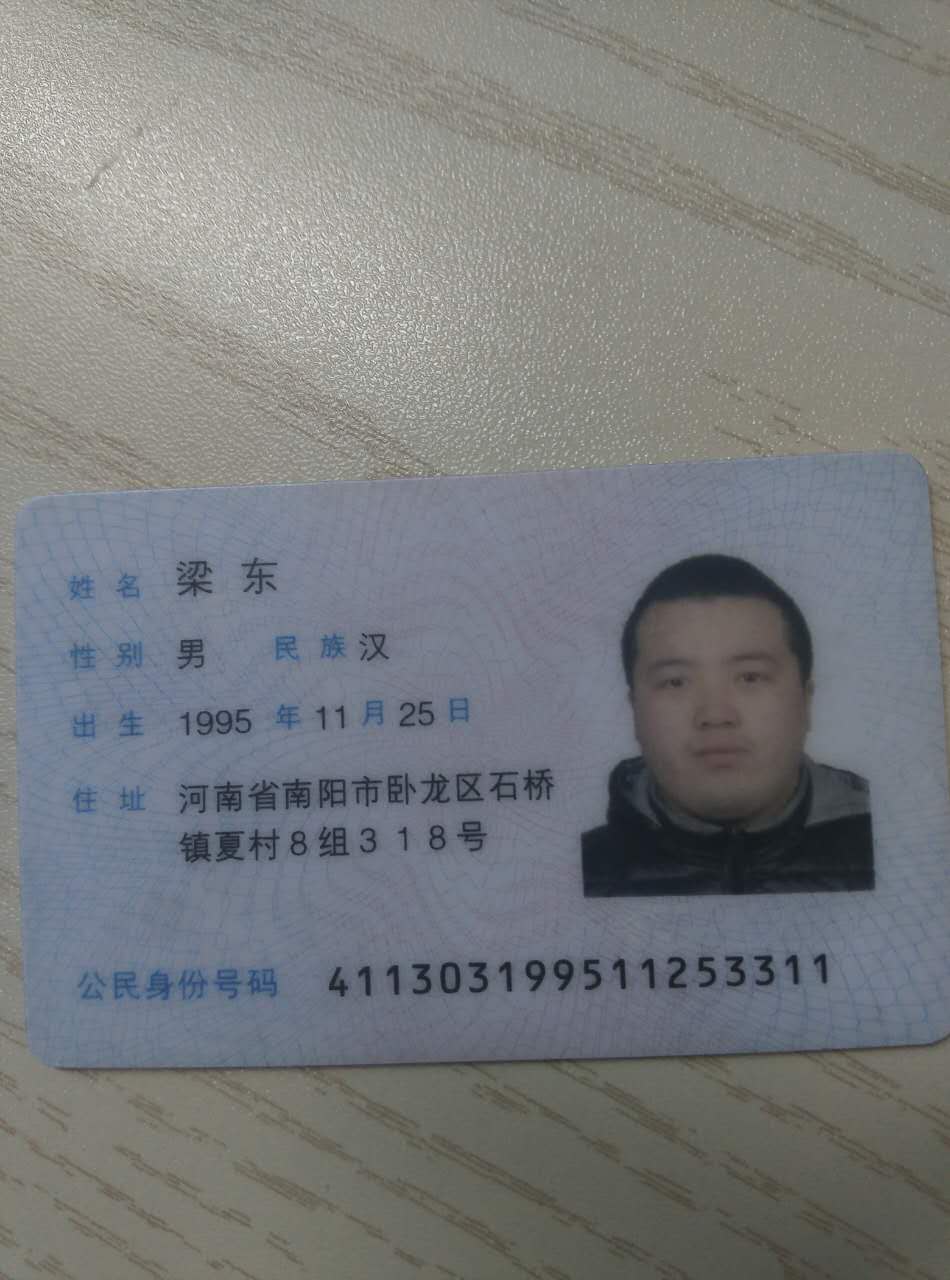 姓名 梁东
性别 男 民族 汉
出生 1995 年 11 月 25 日
住址 河南省南阳市卧龙区石桥
镇夏村8组318号
公民身份号码 411303199511253311